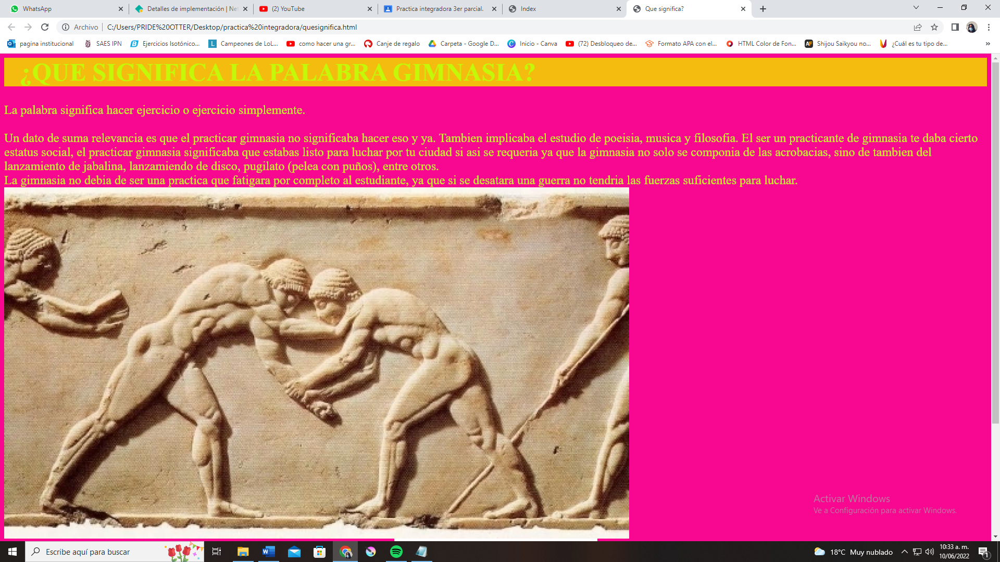 WhatsApp
Detalles de implementación | Net
(2) YouTube
Practica integradora 3er parcial.
Index
Que significa?
Archivo
C:/Users/PRIDE%20OTTER/Desktop/practica%20integradora/quesignifica.html
pagina institucional
SAES IPN
Ejercicios Isotónico...
Campeones de LoL...
como hacer una gr...
Canje de regalo
Carpeta - Google D...
Inicio - Canva
(72) Desbloqueo de...
Formato APA con el...
HTML Color de Fon...
Shijou Saikyou no...
¿Cuál es tu tipo de...
»
¿QUE SIGNIFICA LA PALABRA GIMNASIA?
La palabra significa hacer ejercicio o ejercicio simplemente.
Un dato de suma relevancia es que el practicar gimnasia no significaba hacer eso y ya. Tambien implicaba el estudio de poeisia, musica y filosofia. El ser un practicante de gimnasia te daba cierto
estatus social, el practicar gimnasia significaba que estabas listo para luchar por tu ciudad si asi se requeria ya que la gimnasia no solo se componia de las acrobacias, sino de tambien del
lanzamiento de jabalina, lanzamiendo de disco, pugilato (pelea con puños), entre otros.
La gimnasia no debia de ser una practica que fatigara por completo al estudiante, ya que si se desatara una guerra no tendria las fuerzas suficientes para luchar.
Activar Windows
Ve a Configuración para activar Windows.
Escribe aquí para buscar
18°C Muy nublado
10:33 a. m.
10/06/2022
1